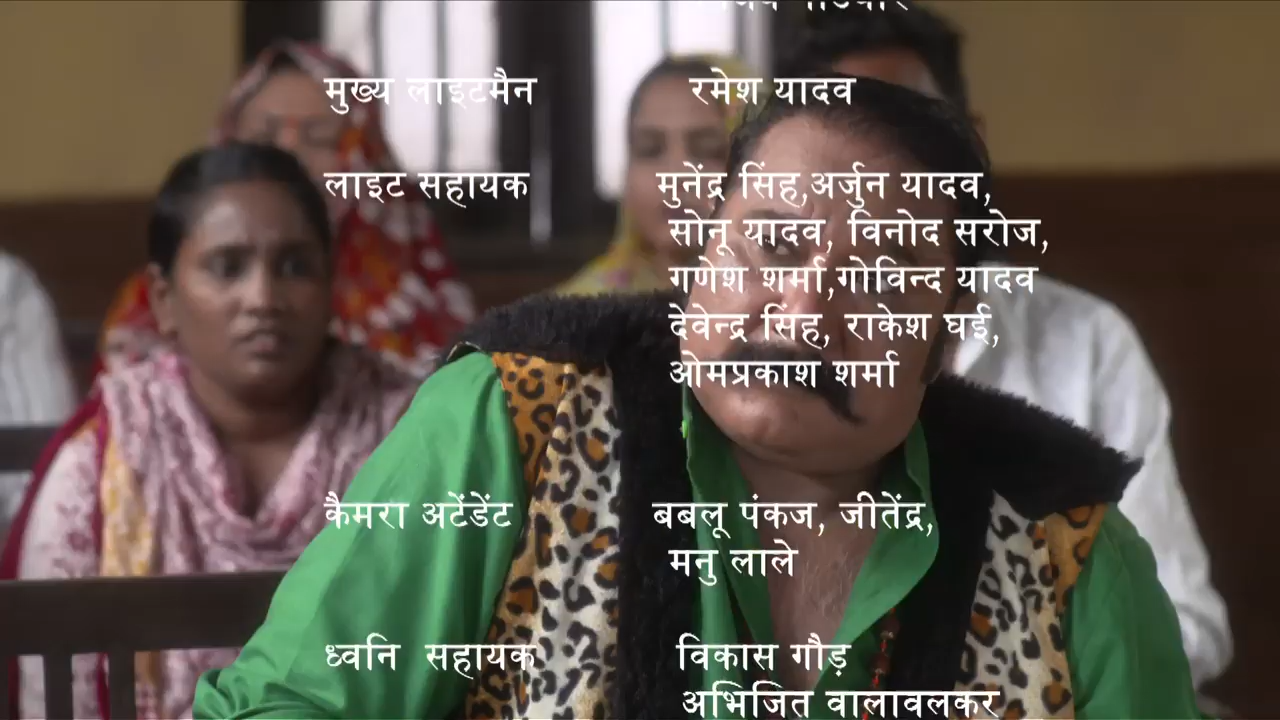 मुख्य लाइटमैन रमेश यादव
लाइट सहायक मुनेंद्र सिंह,अर्जुन यादव,
सोनू यादव, विनोद सरोज,
गणेश शर्मा,गोविन्द यादव
देवेन्द्र सिंह, राकेश घई,
ओमप्रकाश शर्मा
कैमरा अटेंडेंट बबलू पंकज, जीतेंद्र,
मनु लाले
ध्वनि सहायक विकास गौड़
अभिजित वालावलकर